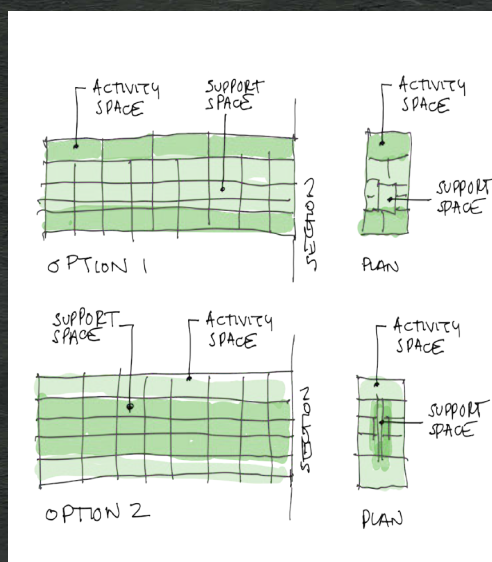 ACTIVITY
SPACE
SUPPORT
SPACE
SECTION
OPTION 1
ACTIVITY
SPACE
SUPPORT
SPACE
PLAN
SUPPORT
SPACE
ACTIVITY
SPACE
SECTION
OPTION 2
ACTIVITY
SPACE
SUPPORT
SPACE
PLAN